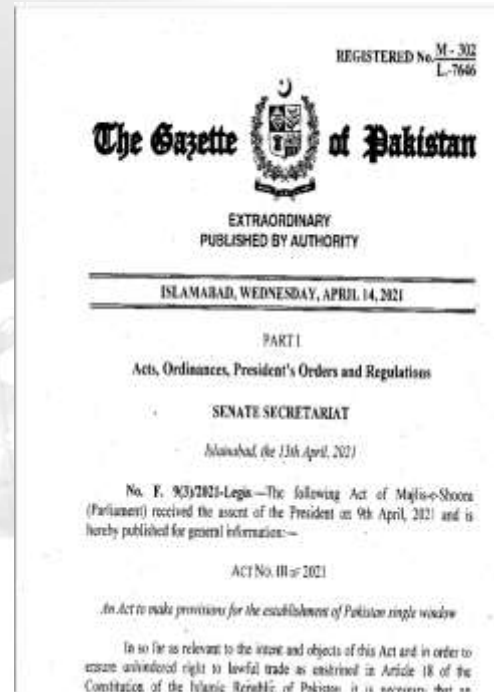 REGISTERED No. M - 302
L.-7646
The Gazette of Pakistan
EXTRAORDINARY
PUBLISHED BY AUTHORITY
ISLAMABAD, WEDNESDAY, APRIL 14, 2021
PART I
Acts, Ordinances, President's Orders and Regulations
SENATE SECRETARIAT
Islamabad, the 13th April, 2021
No. F. 9(3)/2021-Legis.—The following Act of Majlis-e-Shoora
(Parliament) received the assent of the President on 9th April, 2021 and is
hereby published for general information:—
ACT NO. III OF 2021
An Act to make provisions for the establishment of Pakistan single window
In so far as relevant to the intent and objects of this Act and in order to
ensure unhindered right to lawful trade as enshrined in Article 18 of the
Constitution of the Islamic Republic of Pakistan, it is necessary that an